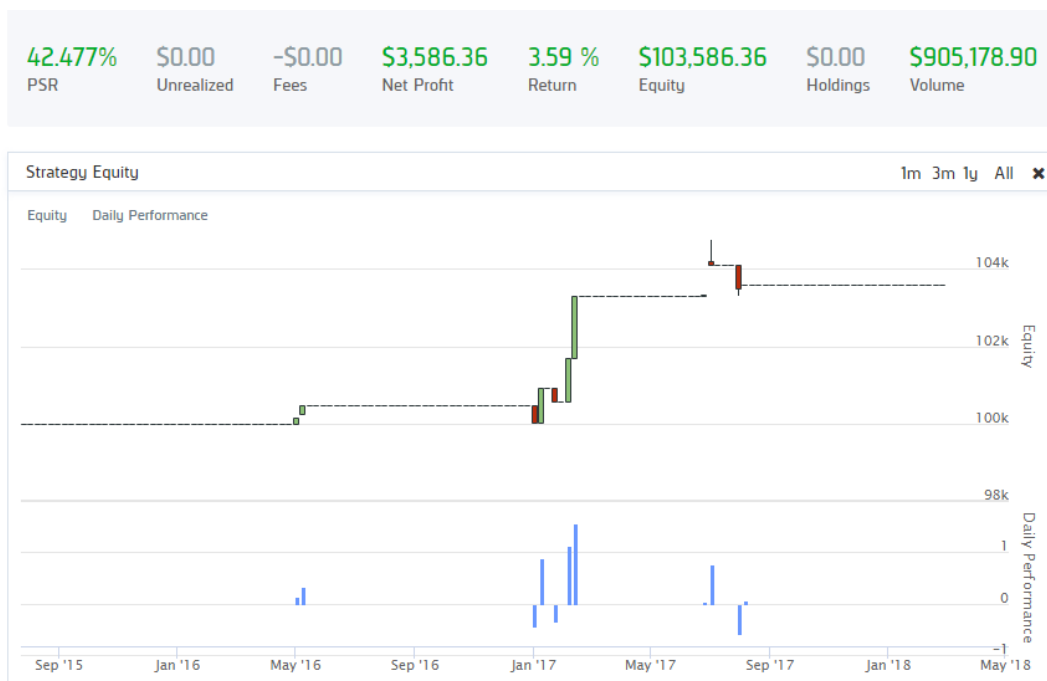 42.477% $0.00 -$0.00 $3,586.36 3.59 % $103,586.36 $0.00 $905,178.90
PSR Unrealized Fees Net Profit Return Equity Holdings Volume
Strategy Equity 1m 3m 1y All ✖
Equity Daily Performance
104k
102k
100k
98k
Equity
1
0
-1
Daily Performance
Sep '15 Jan '16 May '16 Sep '16 Jan '17 May '17 Sep '17 Jan '18 May '18